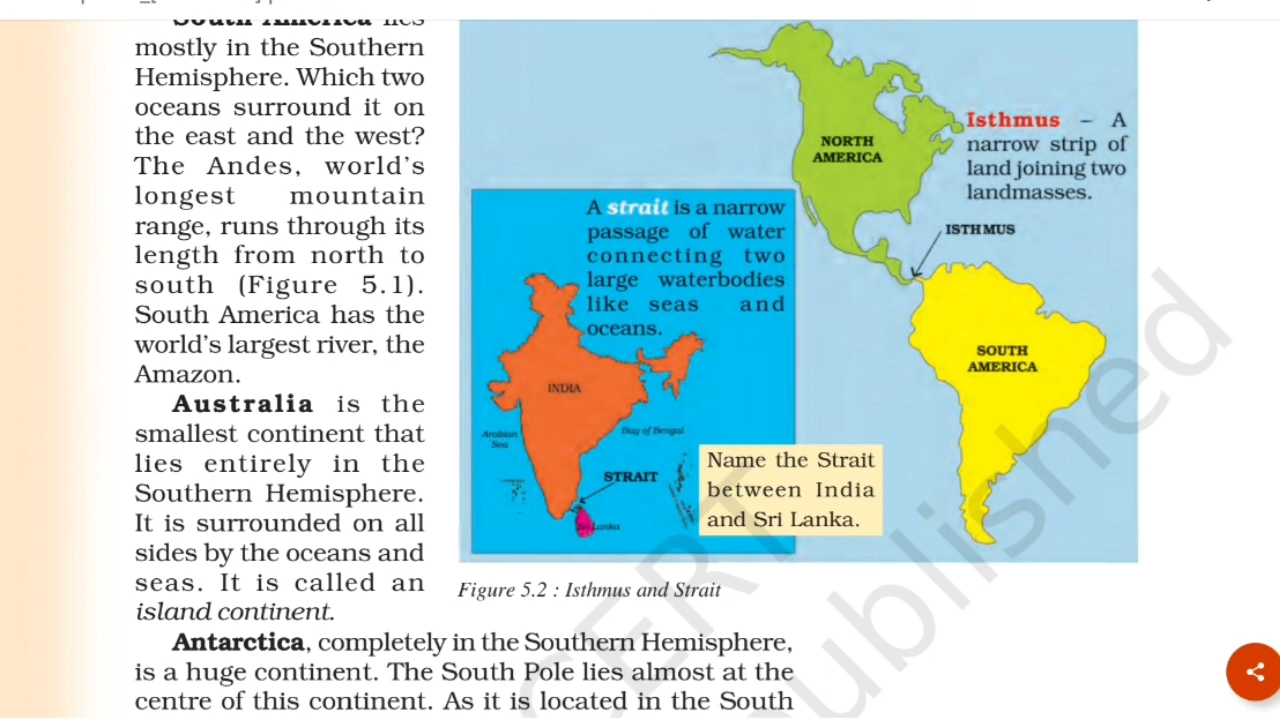 South America lies
mostly in the Southern
Hemisphere. Which two
oceans surround it on
the east and the west?
The Andes, world's
longest mountain
range, runs through its
length from north to
south (Figure 5.1).
South America has the
world's largest river, the
Amazon.
Australia is the
smallest continent that
lies entirely in the
Southern Hemisphere.
It is surrounded on all
sides by the oceans and
seas. It is called an
island continent.
Antarctica, completely in the Southern Hemisphere,
is a huge continent. The South Pole lies almost at the
centre of this continent. As it is located in the South
NORTH
AMERICA
Isthmus – A
narrow strip of
land joining two
landmasses.
ISTHMUS
SOUTH
AMERICA
A strait is a narrow
passage of water
connecting two
large waterbodies
like seas and
oceans.
INDIA
Arabian
Sea
Bay of Bengal
STRAIT
Sri Lanka
Name the Strait
between India
and Sri Lanka.
Figure 5.2 : Isthmus and Strait
CERT
published